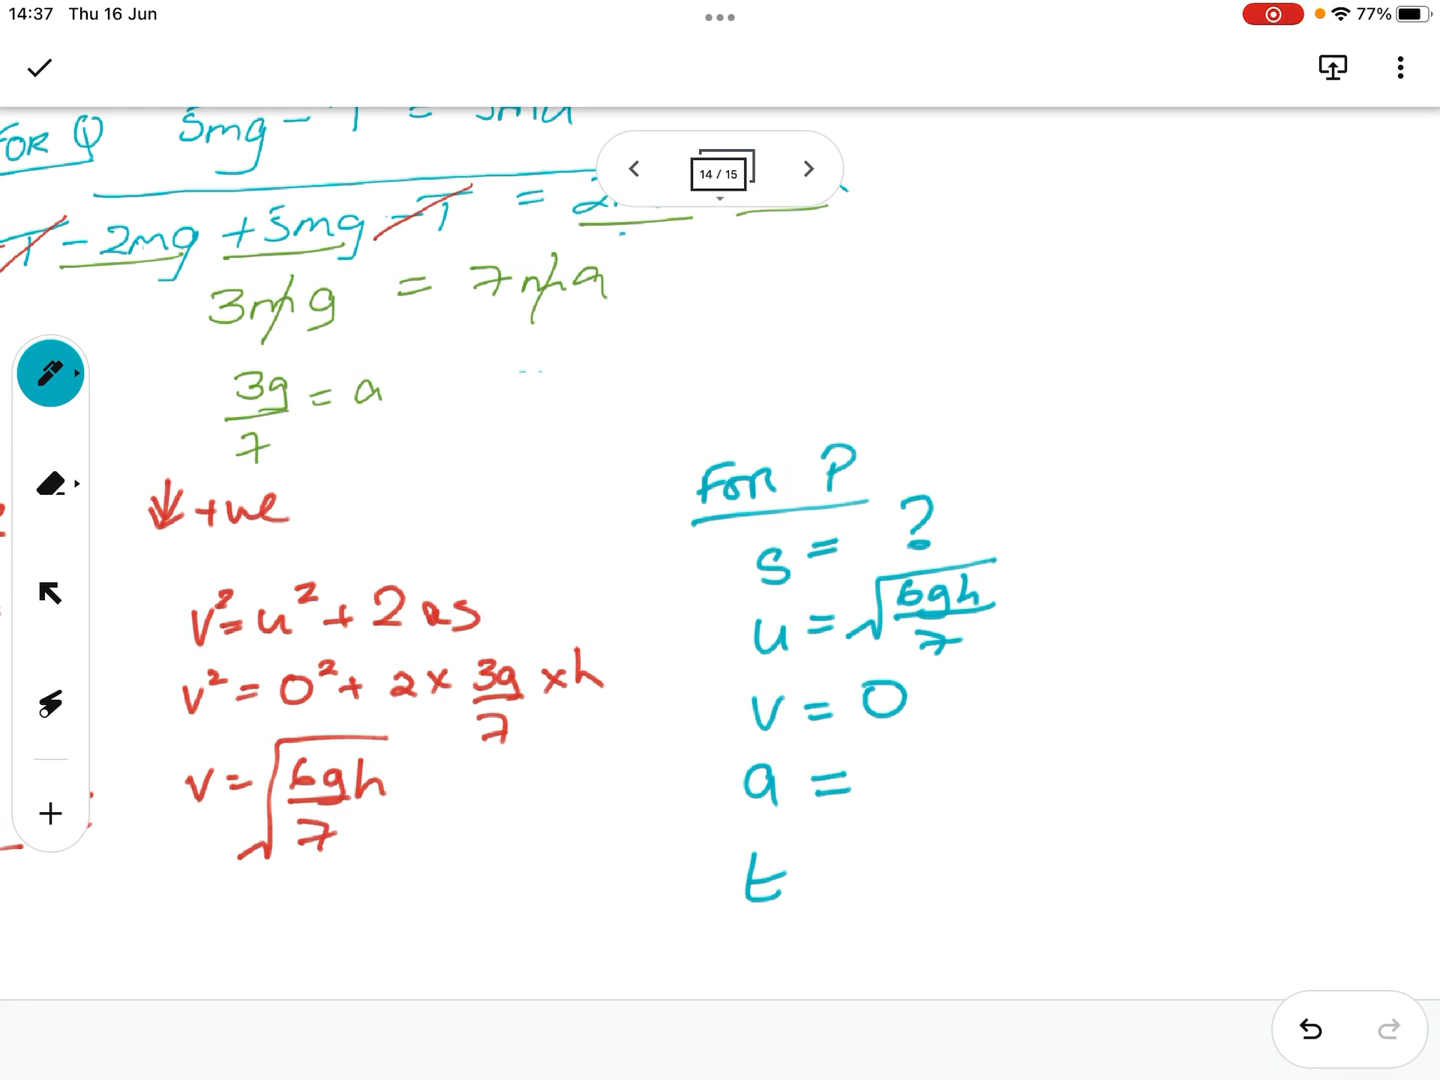 14:37 Thu 16 Jun
77%
14 / 15
FOR Q 5mg - T =
T - 2mg + 5mg - T =
3mg = 7ma
3g/7 = a
↓ +ve
v² = u² + 2as
v² = 0² + 2 × 3g/7 × h
v = √(6gh/7)
FOR P
s = ?
u = √(6gh/7)
v = 0
a =
t